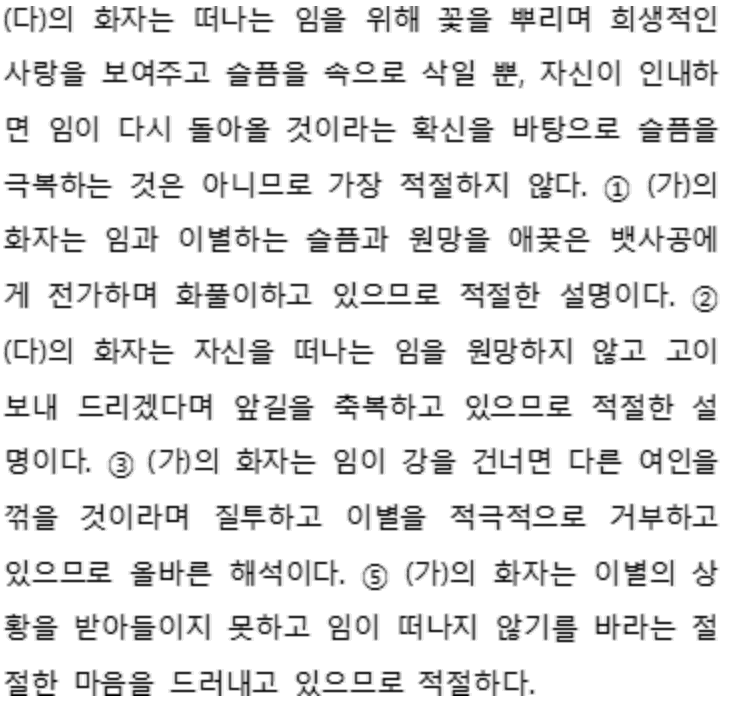 (다)의 화자는 떠나는 임을 위해 꽃을 뿌리며 희생적인
사랑을 보여주고 슬픔을 속으로 삭일 뿐, 자신이 인내하
면 임이 다시 돌아올 것이라는 확신을 바탕으로 슬픔을
극복하는 것은 아니므로 가장 적절하지 않다. ① (가)의
화자는 임과 이별하는 슬픔과 원망을 애꿎은 뱃사공에
게 전가하며 화풀이하고 있으므로 적절한 설명이다. ②
(다)의 화자는 자신을 떠나는 임을 원망하지 않고 고이
보내 드리겠다며 앞길을 축복하고 있으므로 적절한 설
명이다. ③ (가)의 화자는 임이 강을 건너면 다른 여인을
꺾을 것이라며 질투하고 이별을 적극적으로 거부하고
있으므로 올바른 해석이다. ⑤ (가)의 화자는 이별의 상
황을 받아들이지 못하고 임이 떠나지 않기를 바라는 절
절한 마음을 드러내고 있으므로 적절하다.